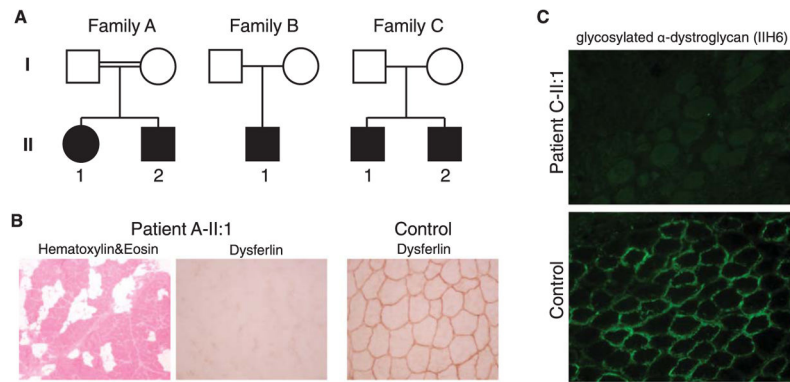 A
Family A Family B Family C
I
II
1 2 1 1 2
B
Patient A-II:1 Control
Hematoxylin&Eosin Dysferlin Dysferlin
C
glycosylated α-dystroglycan (IIH6)
Patient C-II:1
Control